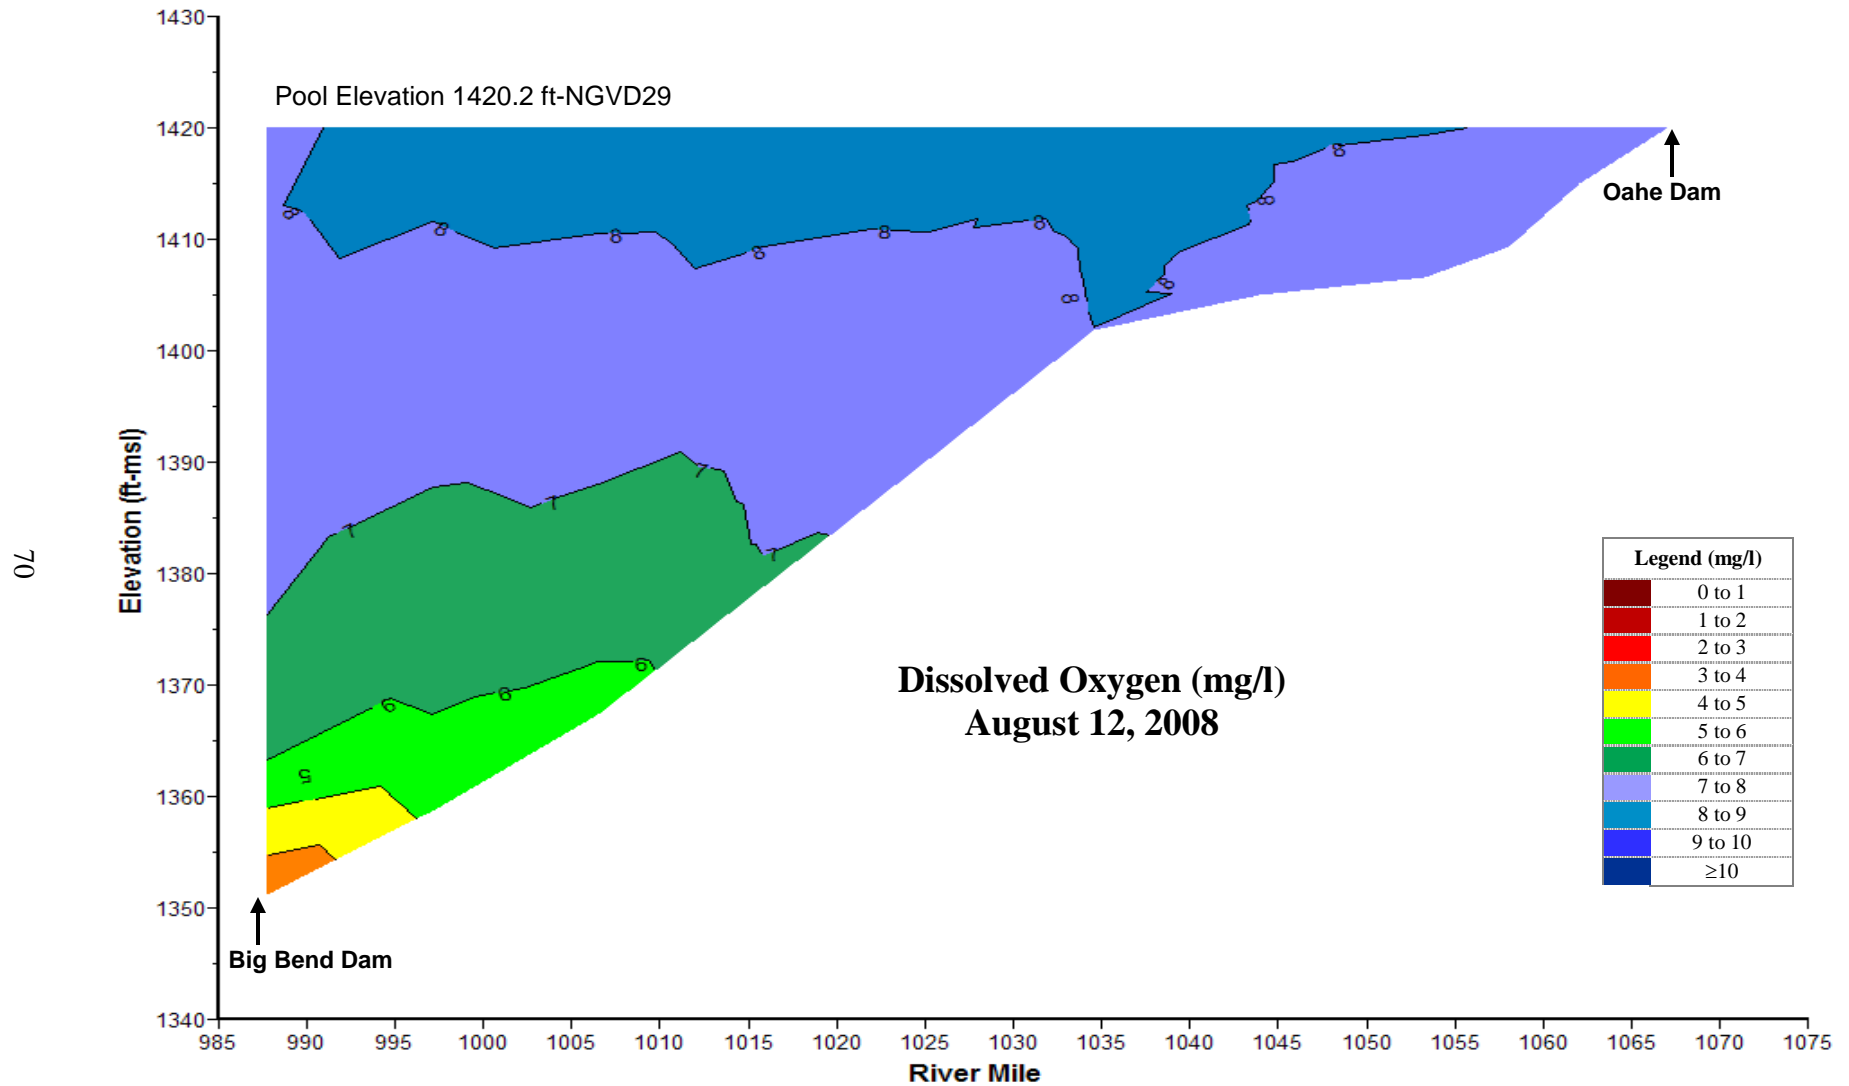 1430
Pool Elevation 1420.2 ft-NGVD29
1420
Oahe Dam
8
8
8
8
8
8
8
8
8
8
8
1410
1400
1390
7
7
7
7
1380
1370
6
6
6
5
1360
1350
1340
Elevation (ft-msl)
70
Dissolved Oxygen (mg/l)
August 12, 2008
Legend (mg/l)
0 to 1
1 to 2
2 to 3
3 to 4
4 to 5
5 to 6
6 to 7
7 to 8
8 to 9
9 to 10
≥10
Big Bend Dam
985 990 995 1000 1005 1010 1015 1020 1025 1030 1035 1040 1045 1050 1055 1060 1065 1070 1075
River Mile